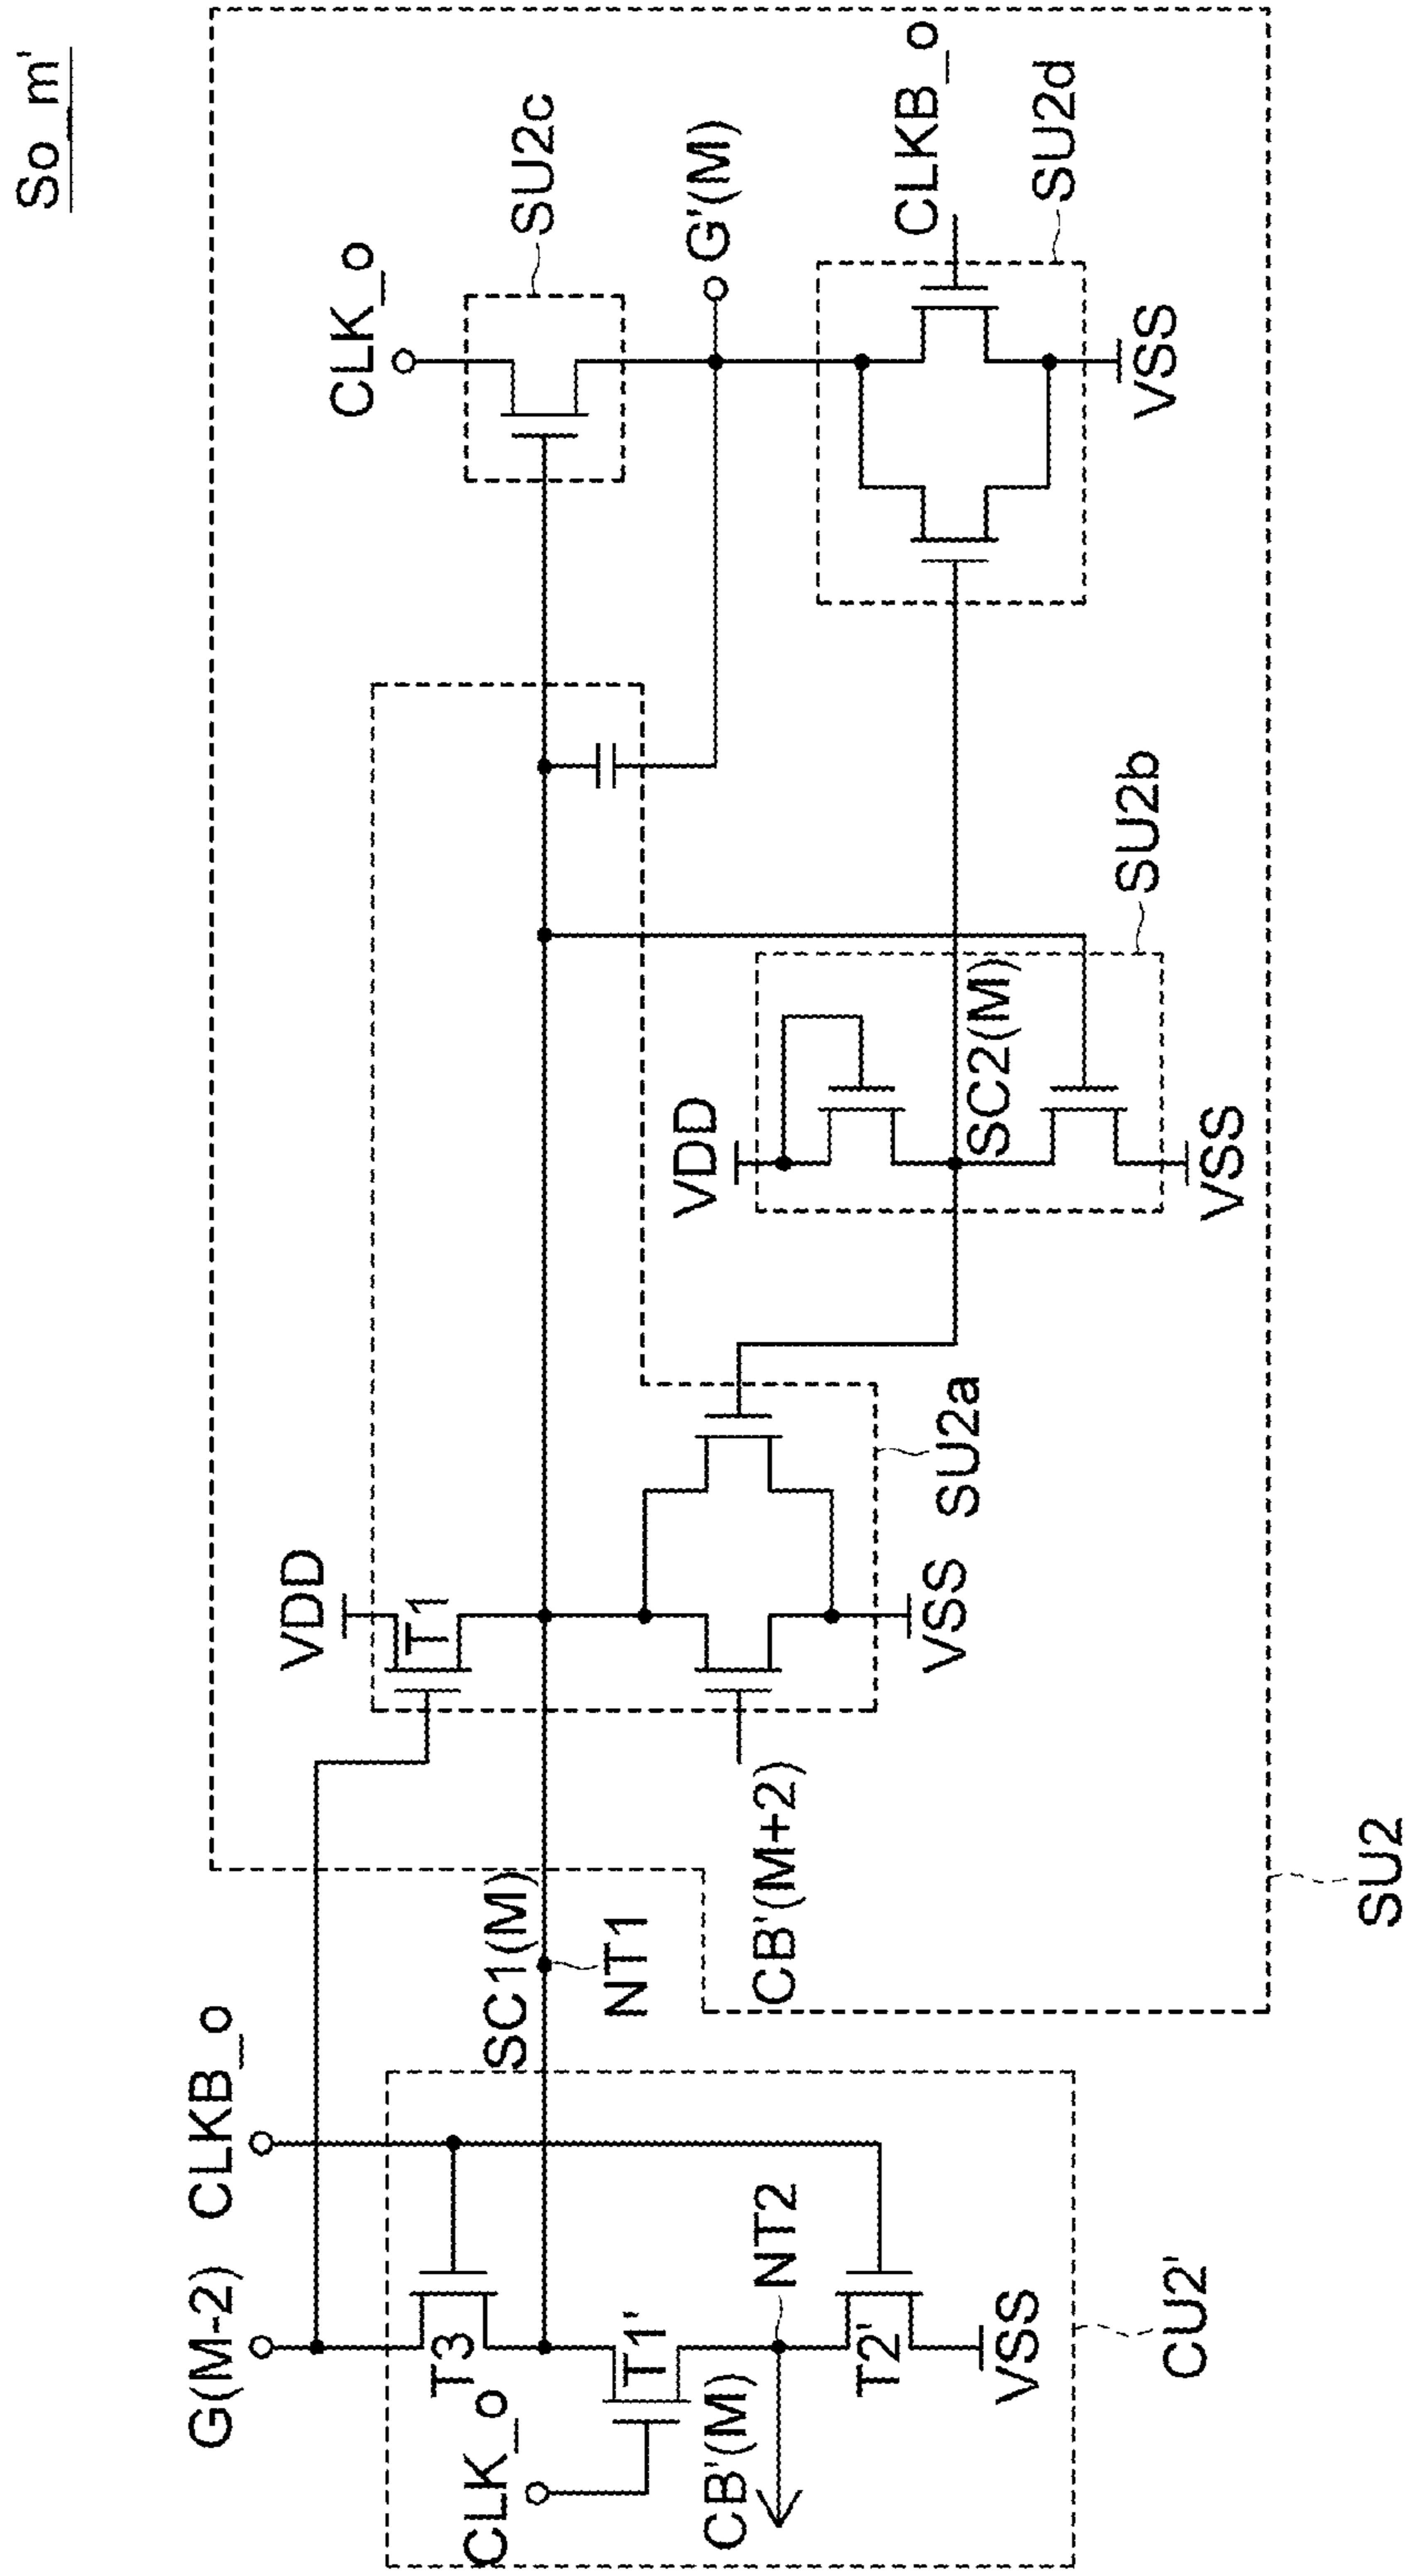 So_m'
G(M-2)
CLKB_o
CLK_o
T3
T1'
CB'(M)
NT2
T2'
VSS
CU2'
SC1(M)
NT1
VDD
T1
CB'(M+2)
VSS
SU2a
VDD
SC2(M)
VSS
SU2b
CLK_o
SU2c
G'(M)
CLKB_o
SU2d
VSS
SU2